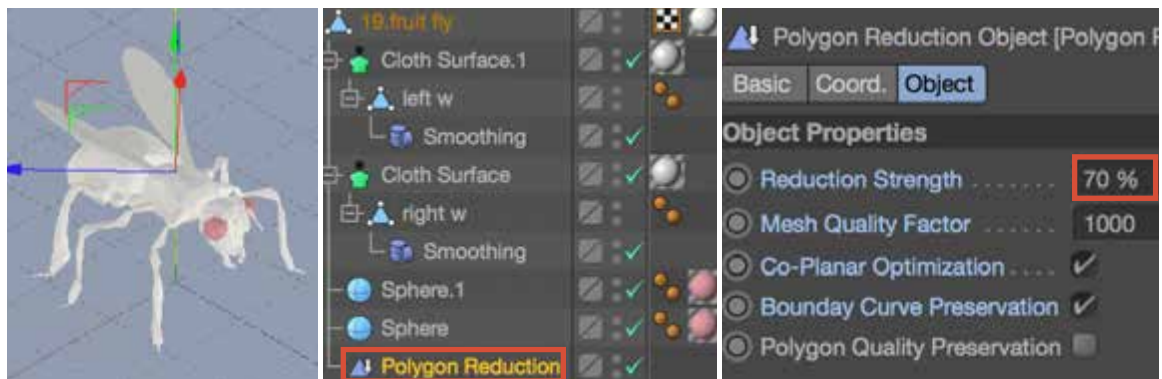 19.fruit fly
Cloth Surface.1
left w
Smoothing
Cloth Surface
right w
Smoothing
Sphere.1
Sphere
Polygon Reduction
Polygon Reduction Object [Polygon R
Basic Coord. Object
Object Properties
Reduction Strength ....... 70 %
Mesh Quality Factor ...... 1000
Co-Planar Optimization ....
Bounday Curve Preservation
Polygon Quality Preservation